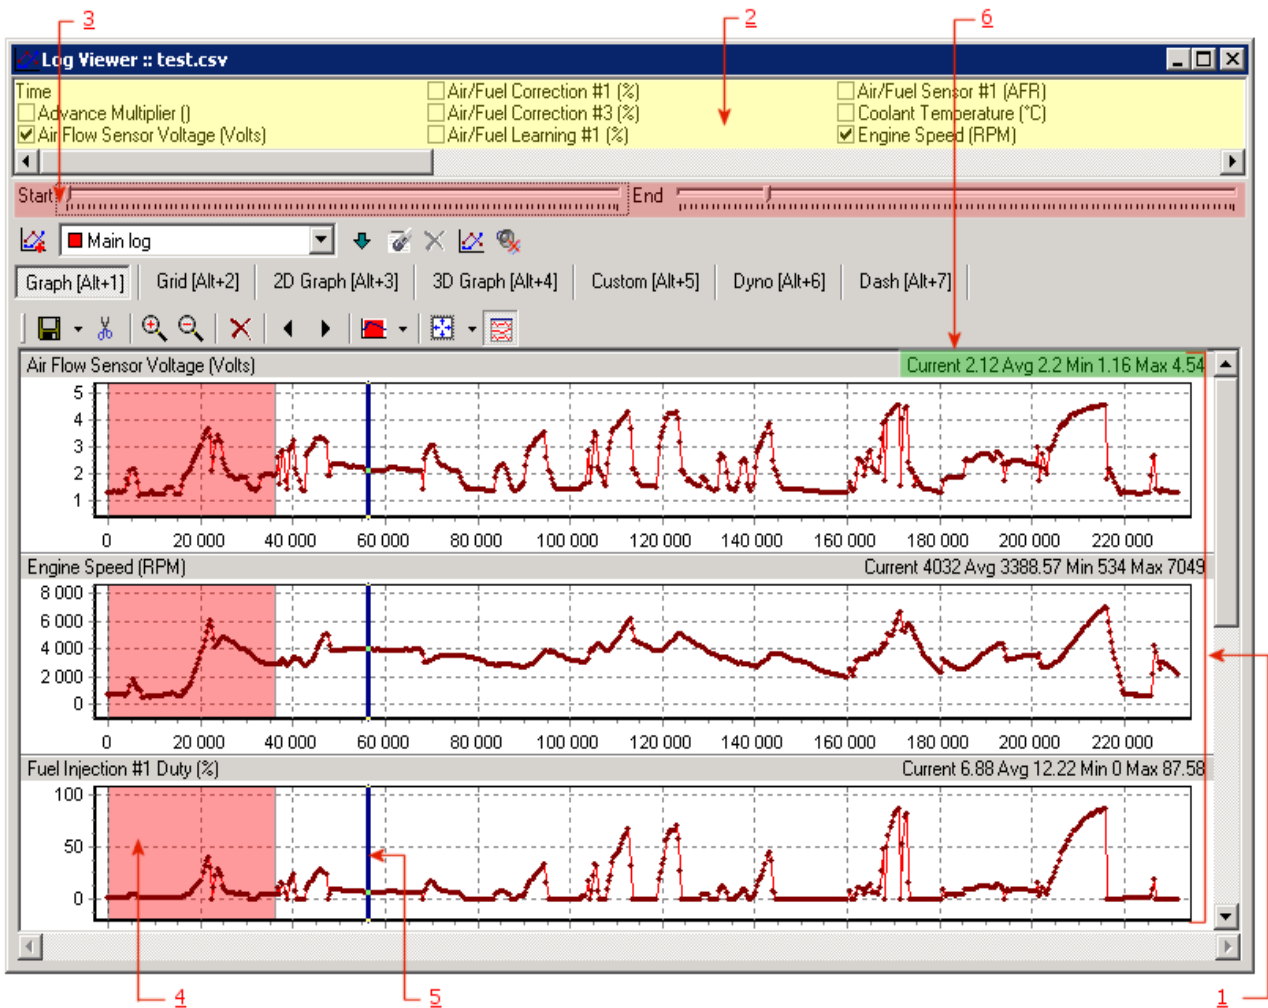 3 2 6
Log Viewer :: test.csv
Time Air/Fuel Correction #1 (%) Air/Fuel Sensor #1 (AFR)
Advance Multiplier () Air/Fuel Correction #3 (%) Coolant Temperature (°C)
Air Flow Sensor Voltage (Volts) Air/Fuel Learning #1 (%) Engine Speed (RPM)
Start End
Main log
Graph [Alt+1] Grid [Alt+2] 2D Graph [Alt+3] 3D Graph [Alt+4] Custom [Alt+5] Dyno [Alt+6] Dash [Alt+7]
Air Flow Sensor Voltage (Volts) Current 2.12 Avg 2.2 Min 1.16 Max 4.54
5
4
3
2
1
0 20 000 40 000 60 000 80 000 100 000 120 000 140 000 160 000 180 000 200 000 220 000
Engine Speed (RPM) Current 4032 Avg 3388.57 Min 534 Max 7049
8 000
6 000
4 000
2 000
0
0 20 000 40 000 60 000 80 000 100 000 120 000 140 000 160 000 180 000 200 000 220 000
Fuel Injection #1 Duty (%) Current 6.88 Avg 12.22 Min 0 Max 87.58
100
50
0
4 5 1